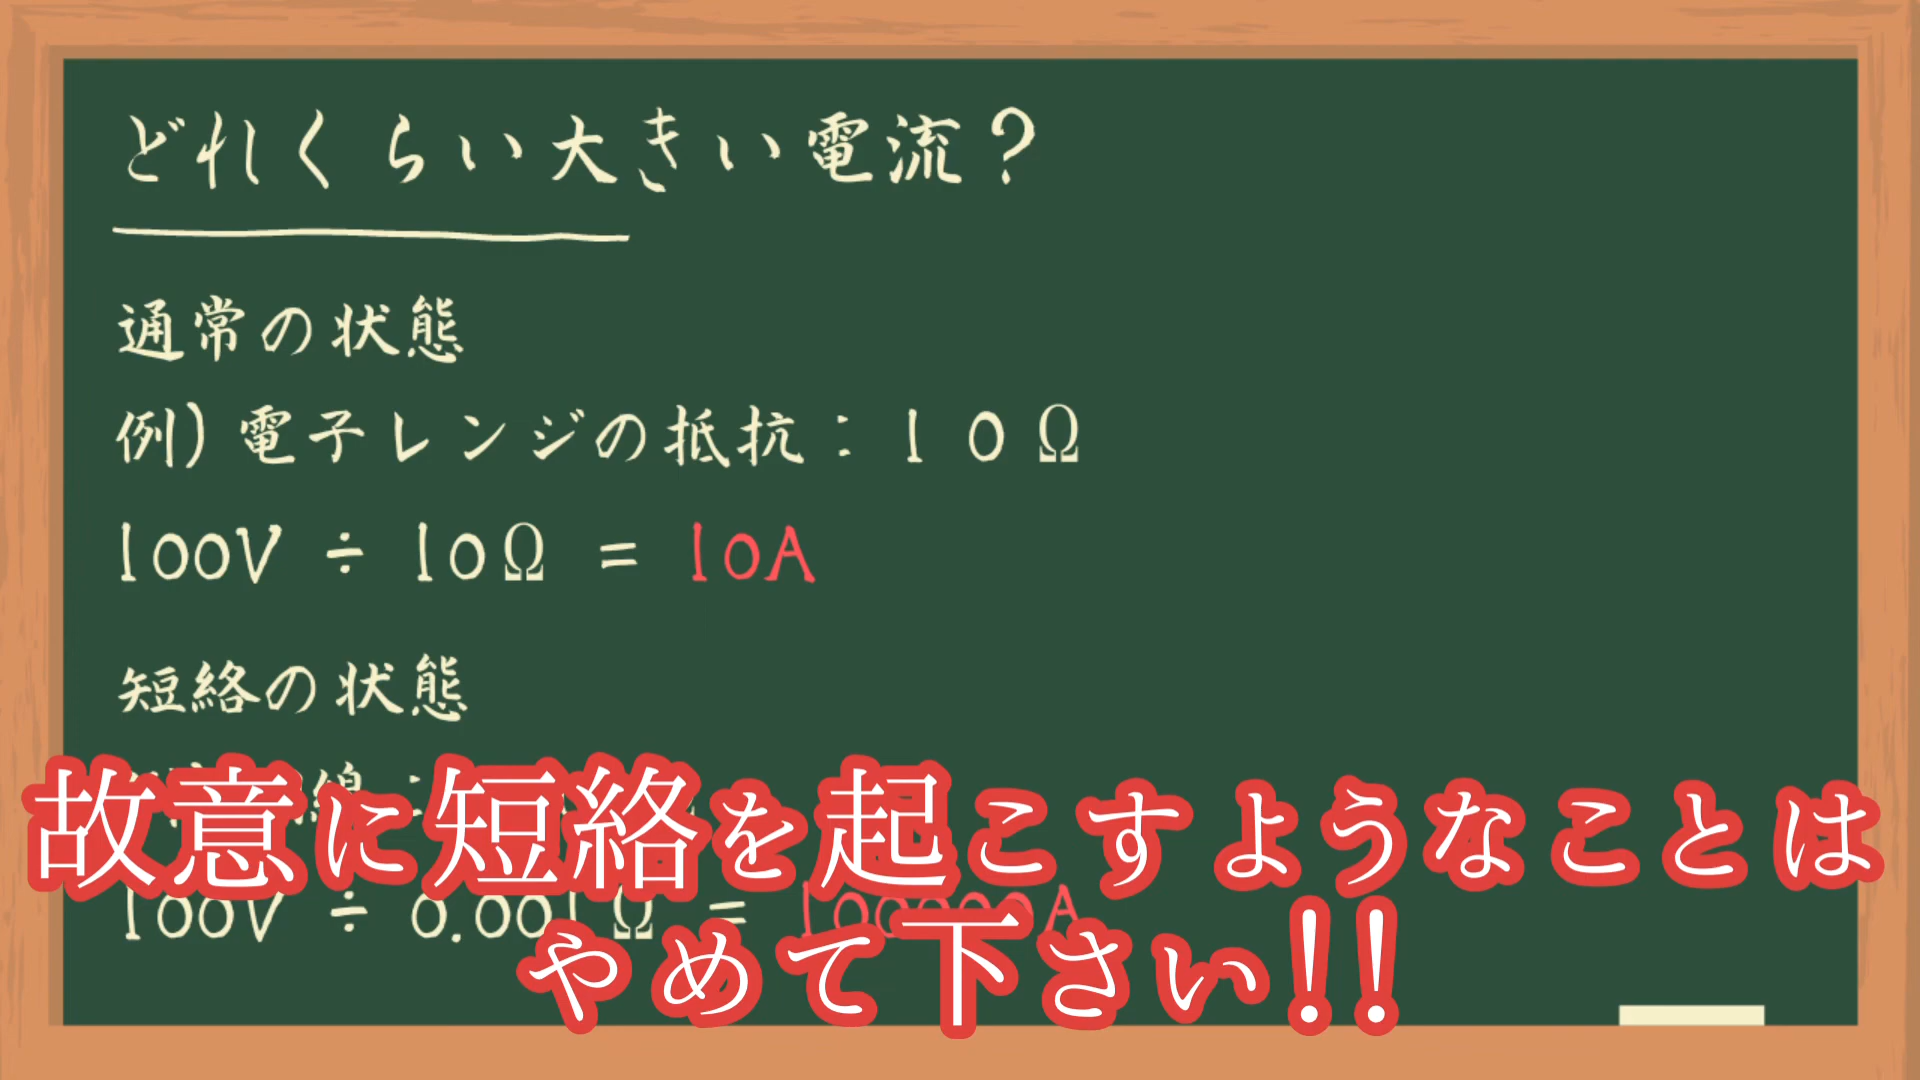 どれくらい大きい電流？
通常の状態
例）電子レンジの抵抗：１０Ω
100V ÷ 10Ω = 10A
短絡の状態
線：
100V ÷ 0.001Ω = 100000A
故意に短絡を起こすようなことは
やめて下さい!!